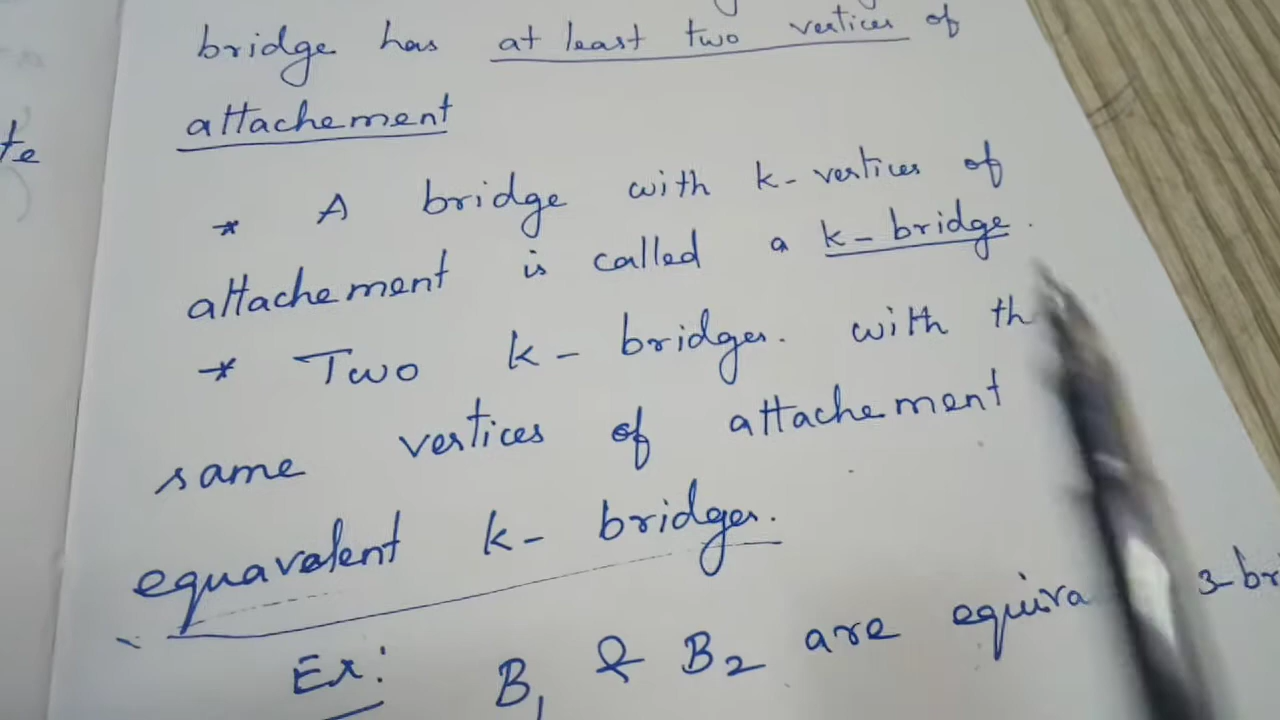 bridge has at least two vertices of
te
attachement
* A bridge with k- vertices of
attachement is called a k- bridge.
* Two k- bridges. with th
same vertices of attachement
equavalent k- bridges.
Ex: B1 & B2 are equiva 3-br